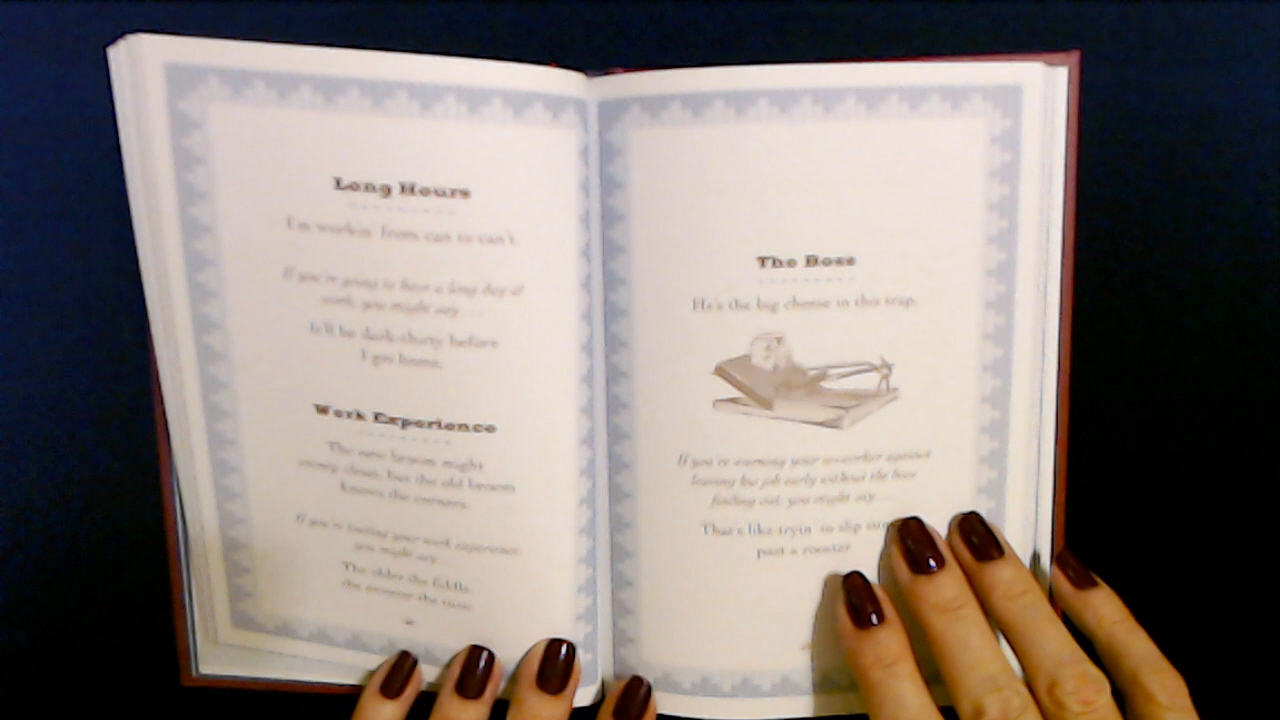 Long Hours
I'm workin' from can to can't.
If you're going to have a long day at
work, you might say . . .
It'll be dark-thirty before
I get home.
Work Experience
The new broom might
sweep clean, but the old broom
knows the corners.
If you're touting your work experience,
you might say . . .
The older the fiddle,
the sweeter the tune.
The Boss
He's the big cheese in this trap.
If you're warning your co-worker against
leaving the job early without the boss
finding out, you might say . . .
That's like tryin' to slip
past a rooster.